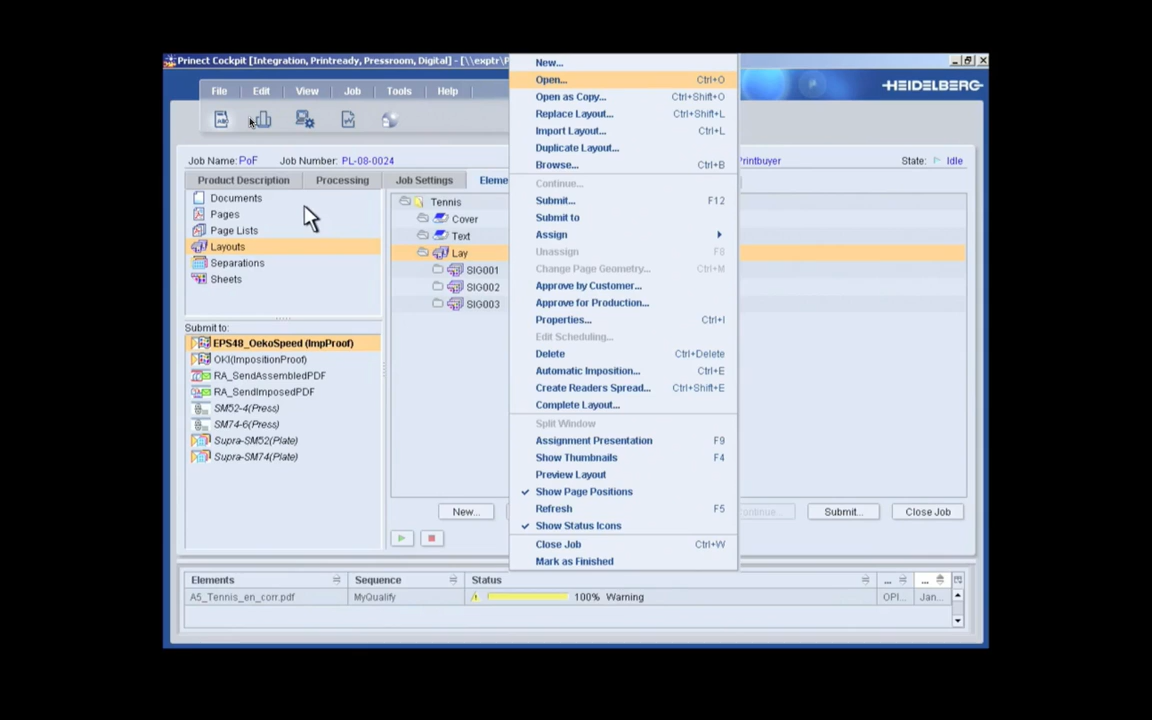 Prinect Cockpit [Integration, Printready, Pressroom, Digital] - [\\exptr\P
File Edit View Job Tools Help
HEIDELBERG
Job Name: PoF Job Number: PL-08-0024
Printbuyer
State: Idle
Product Description Processing Job Settings
Documents
Pages
Page Lists
Layouts
Separations
Sheets
Submit to:
EPS48_OekoSpeed (ImpProof)
OKI(ImpositionProof)
RA_SendAssembledPDF
RA_SendImposedPDF
SM52-4(Press)
SM74-6(Press)
Supra-SM52(Plate)
Supra-SM74(Plate)
Tennis
Cover
Text
Lay
SIG001
SIG002
SIG003
New...
Open... Ctrl+O
Open as Copy... Ctrl+Shift+O
Replace Layout... Ctrl+Shift+L
Import Layout... Ctrl+L
Duplicate Layout...
Browse... Ctrl+B
Continue...
Submit... F12
Submit to
Assign
Unassign F8
Change Page Geometry... Ctrl+M
Approve by Customer...
Approve for Production...
Properties... Ctrl+I
Edit Scheduling...
Delete Ctrl+Delete
Automatic Imposition... Ctrl+E
Create Readers Spread... Ctrl+Shift+E
Complete Layout...
Split Window
Assignment Presentation F9
Show Thumbnails F4
Preview Layout
Show Page Positions
Refresh F5
Show Status Icons
Close Job Ctrl+W
Mark as Finished
New... Submit... Close Job
Elements Sequence Status ... ...
A5_Tennis_en_corr.pdf MyQualify 100% Warning OPI... Jan...